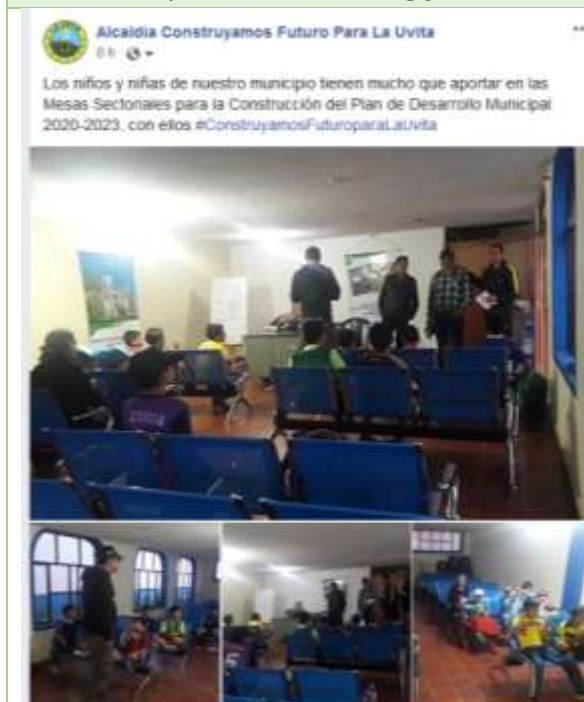 Alcaldia Construyamos Futuro Para La Uvita
8 h
Los niños y niñas de nuestro municipio tienen mucho que aportar en las
Mesas Sectoriales para la Construcción del Plan de Desarrollo Municipal
2020-2023, con ellos #ConstruyamosFuturoparaLaUvita